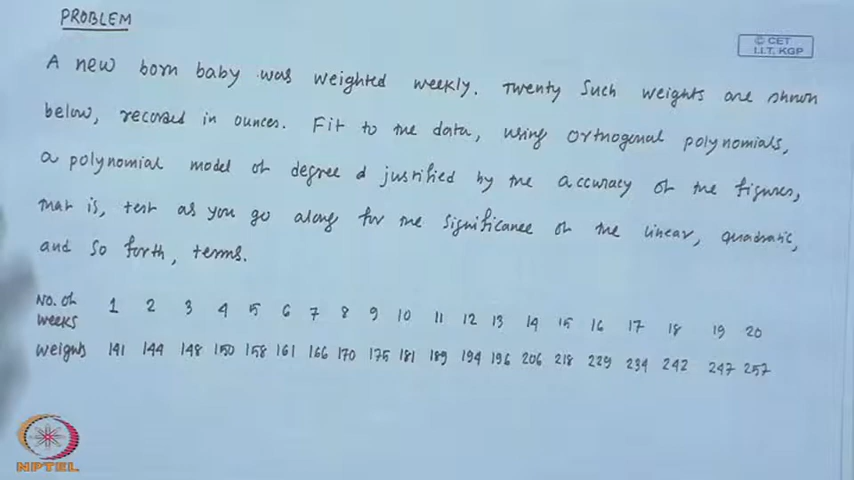 PROBLEM
© CET
I.I.T. KGP
A new born baby was weighted weekly. Twenty such weights are shown
below, recorded in ounces. Fit to the data, using orthogonal polynomials,
a polynomial model of degree d justified by the accuracy of the figures,
that is, test as you go along for the significance of the linear, quadratic,
and so forth, terms.
No. of weeks 1 2 3 4 5 6 7 8 9 10 11 12 13 14 15 16 17 18 19 20
weights 141 144 148 150 158 161 166 170 175 181 189 194 196 206 218 229 234 242 247 257
NPTEL